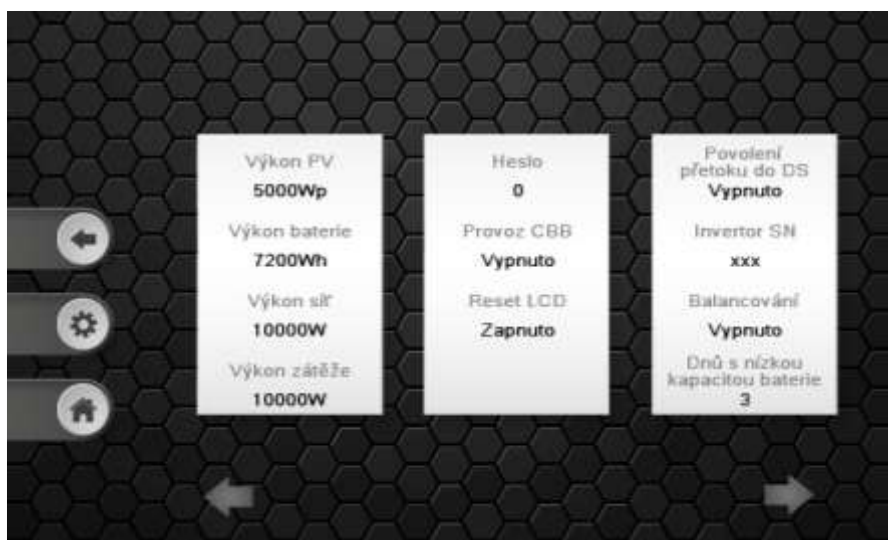 Výkon PV
5000Wp
Výkon baterie
7200Wh
Výkon síť
10000W
Výkon zátěže
10000W
Heslo
0
Provoz CBB
Vypnuto
Reset LCD
Zapnuto
Povolení
přetoku do DS
Vypnuto
Invertor SN
xxx
Balancování
Vypnuto
Dnů s nízkou
kapacitou baterie
3